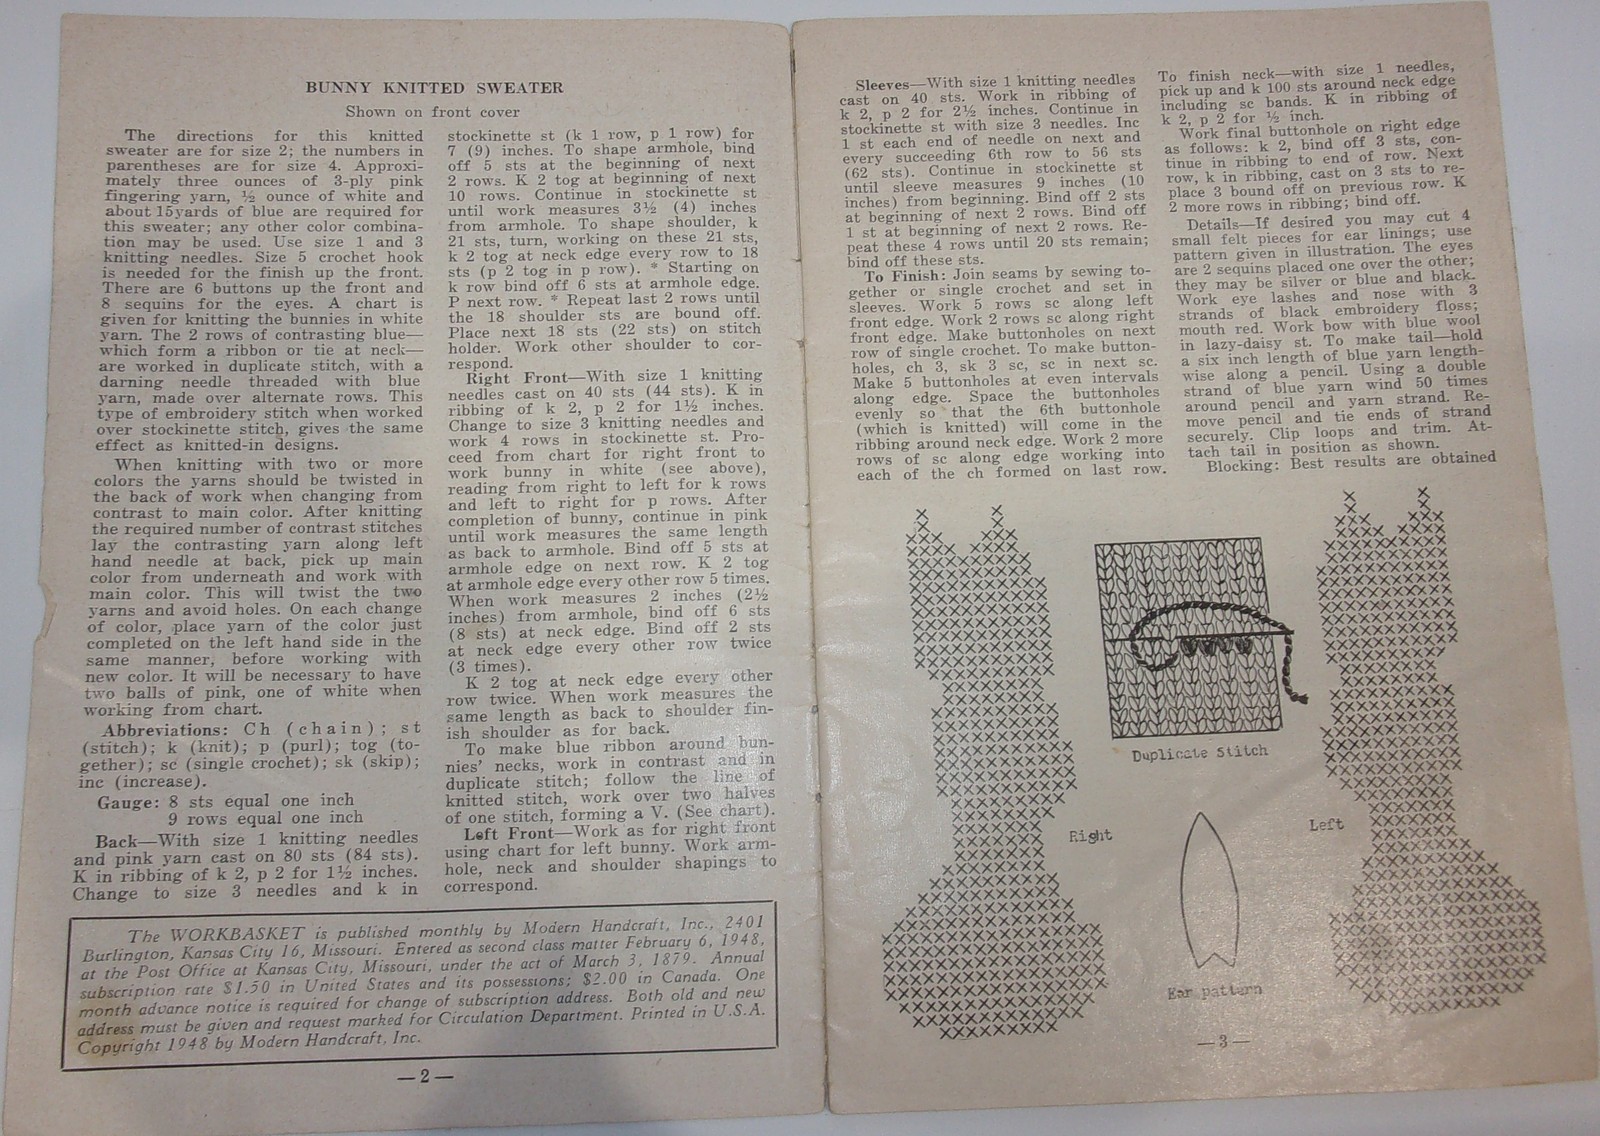 BUNNY KNITTED SWEATER
Shown on front cover
The directions for this knitted
sweater are for size 2; the numbers in
parentheses are for size 4. Approxi-
mately three ounces of 3-ply pink
fingering yarn, ½ ounce of white and
about 15yards of blue are required for
this sweater; any other color combina-
tion may be used. Use size 1 and 3
knitting needles. Size 5 crochet hook
is needed for the finish up the front.
There are 6 buttons up the front and
8 sequins for the eyes. A chart is
given for knitting the bunnies in white
yarn. The 2 rows of contrasting blue—
which form a ribbon or tie at neck—
are worked in duplicate stitch, with a
darning needle threaded with blue
yarn, made over alternate rows. This
type of embroidery stitch when worked
over stockinette stitch, gives the same
effect as knitted-in designs.
When knitting with two or more
colors the yarns should be twisted in
the back of work when changing from
contrast to main color. After knitting
the required number of contrast stitches
lay the contrasting yarn along left
hand needle at back, pick up main
color from underneath and work with
main color. This will twist the two
yarns and avoid holes. On each change
of color, place yarn of the color just
completed on the left hand side in the
same manner, before working with
new color. It will be necessary to have
two balls of pink, one of white when
working from chart.
Abbreviations: Ch (chain); st
(stitch); k (knit); p (purl); tog (to-
gether); sc (single crochet); sk (skip);
inc (increase).
Gauge: 8 sts equal one inch
9 rows equal one inch
Back—With size 1 knitting needles
and pink yarn cast on 80 sts (84 sts).
K in ribbing of k 2, p 2 for 1½ inches.
Change to size 3 needles and k in
stockinette st (k 1 row, p 1 row) for
7 (9) inches. To shape armhole, bind
off 5 sts at the beginning of next
2 rows. K 2 tog at beginning of next
10 rows. Continue in stockinette st
until work measures 3½ (4) inches
from armhole. To shape shoulder, k
21 sts, turn, working on these 21 sts,
k 2 tog at neck edge every row to 18
sts (p 2 tog in p row). * Starting on
k row bind off 6 sts at armhole edge.
P next row. * Repeat last 2 rows until
the 18 shoulder sts are bound off.
Place next 18 sts (22 sts) on stitch
holder. Work other shoulder to cor-
respond.
Right Front—With size 1 knitting
needles cast on 40 sts (44 sts). K in
ribbing of k 2, p 2 for 1½ inches.
Change to size 3 knitting needles and
work 4 rows in stockinette st. Pro-
ceed from chart for right front to
work bunny in white (see above),
reading from right to left for k rows
and left to right for p rows. After
completion of bunny, continue in pink
until work measures the same length
as back to armhole. Bind off 5 sts at
armhole edge on next row. K 2 tog
at armhole edge every other row 5 times.
When work measures 2 inches (2½
inches) from armhole, bind off 6 sts
(8 sts) at neck edge. Bind off 2 sts
at neck edge every other row twice
(3 times).
K 2 tog at neck edge every other
row twice. When work measures the
same length as back to shoulder fin-
ish shoulder as for back.
To make blue ribbon around bun-
nies' necks, work in contrast and in
duplicate stitch; follow the line of
knitted stitch, work over two halves
of one stitch, forming a V. (See chart).
Left Front—Work as for right front
using chart for left bunny. Work arm-
hole, neck and shoulder shapings to
correspond.
The WORKBASKET is published monthly by Modern Handcraft, Inc., 2401
Burlington, Kansas City 16, Missouri. Entered as second class matter February 6, 1948,
at the Post Office at Kansas City, Missouri, under the act of March 3, 1879. Annual
subscription rate $1.50 in United States and its possessions; $2.00 in Canada. One
month advance notice is required for change of subscription address. Both old and new
address must be given and request marked for Circulation Department. Printed in U.S.A.
Copyright 1948 by Modern Handcraft, Inc.
—2—
Sleeves—With size 1 knitting needles
cast on 40 sts. Work in ribbing of
k 2, p 2 for 2½ inches. Continue in
stockinette st with size 3 needles. Inc
1 st each end of needle on next and
every succeeding 6th row to 56 sts
(62 sts). Continue in stockinette st
until sleeve measures 9 inches (10
inches) from beginning. Bind off 2 sts
at beginning of next 2 rows. Bind off
1 st at beginning of next 2 rows. Re-
peat these 4 rows until 20 sts remain;
bind off these sts.
To Finish: Join seams by sewing to-
gether or single crochet and set in
sleeves. Work 5 rows sc along left
front edge. Work 2 rows sc along right
front edge. Make buttonholes on next
row of single crochet. To make button-
holes, ch 3, sk 3 sc, sc in next sc.
Make 5 buttonholes at even intervals
along edge. Space the buttonholes
evenly so that the 6th buttonhole
(which is knitted) will come in the
ribbing around neck edge. Work 2 more
rows of sc along edge working into
each of the ch formed on last row.
To finish neck—with size 1 needles,
pick up and k 100 sts around neck edge
including sc bands. K in ribbing of
k 2, p 2 for ½ inch.
Work final buttonhole on right edge
as follows: k 2, bind off 3 sts, con-
tinue in ribbing to end of row. Next
row, k in ribbing, cast on 3 sts to re-
place 3 bound off on previous row. K
2 more rows in ribbing; bind off.
Details—If desired you may cut 4
small felt pieces for ear linings; use
pattern given in illustration. The eyes
are 2 sequins placed one over the other;
they may be silver or blue and black.
Work eye lashes and nose with 3
strands of black embroidery floss;
mouth red. Work bow with blue wool
in lazy-daisy st. To make tail—hold
a six inch length of blue yarn length-
wise along a pencil. Using a double
strand of blue yarn wind 50 times
around pencil and yarn strand. Re-
move pencil and tie ends of strand
securely. Clip loops and trim. At-
tach tail in position as shown.
Blocking: Best results are obtained
Duplicate Stitch
Right
Left
Ear pattern
—3—